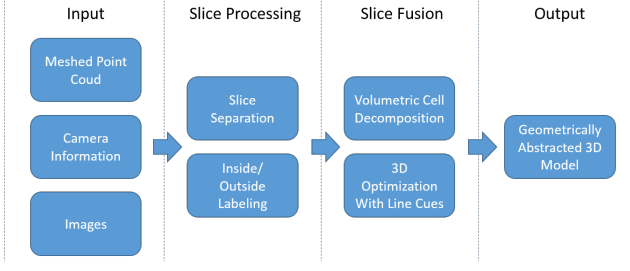 Input
Slice Processing
Slice Fusion
Output
Meshed Point
Coud
Camera
Information
Images
Slice
Separation
Inside/
Outside
Labeling
Volumetric Cell
Decomposition
3D
Optimization
With Line Cues
Geometrically
Abstracted 3D
Model